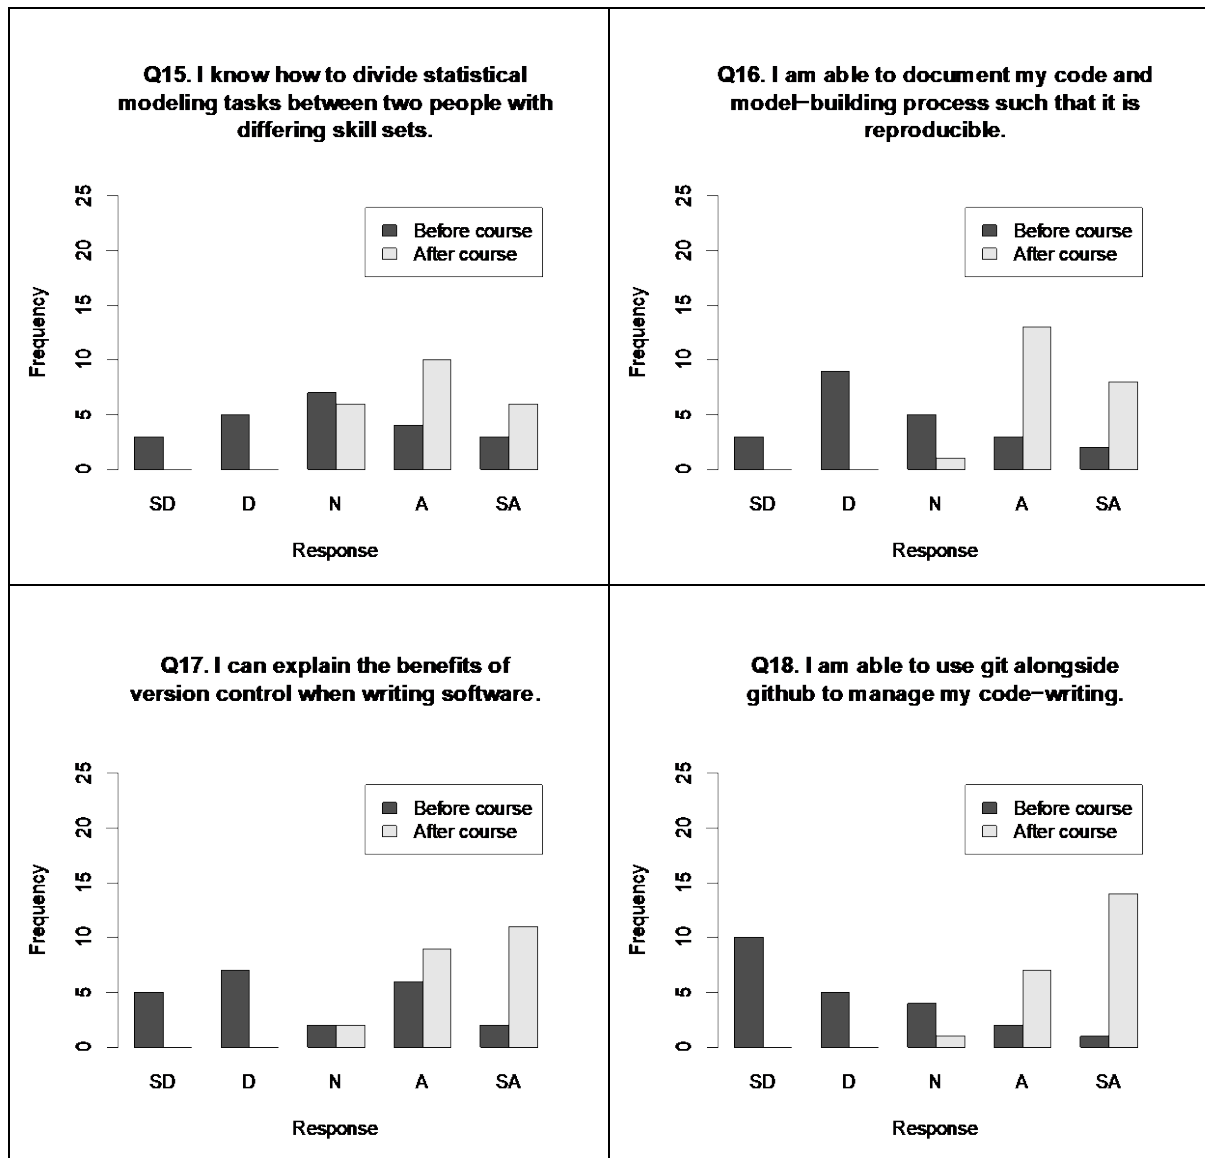 Q15. I know how to divide statistical
modeling tasks between two people with
differing skill sets.
25
20
15
10
5
0
Frequency
Before course
After course
SD D N A SA
Response
Q16. I am able to document my code and
model−building process such that it is
reproducible.
25
20
15
10
5
0
Frequency
Before course
After course
SD D N A SA
Response
Q17. I can explain the benefits of
version control when writing software.
25
20
15
10
5
0
Frequency
Before course
After course
SD D N A SA
Response
Q18. I am able to use git alongside
github to manage my code−writing.
25
20
15
10
5
0
Frequency
Before course
After course
SD D N A SA
Response